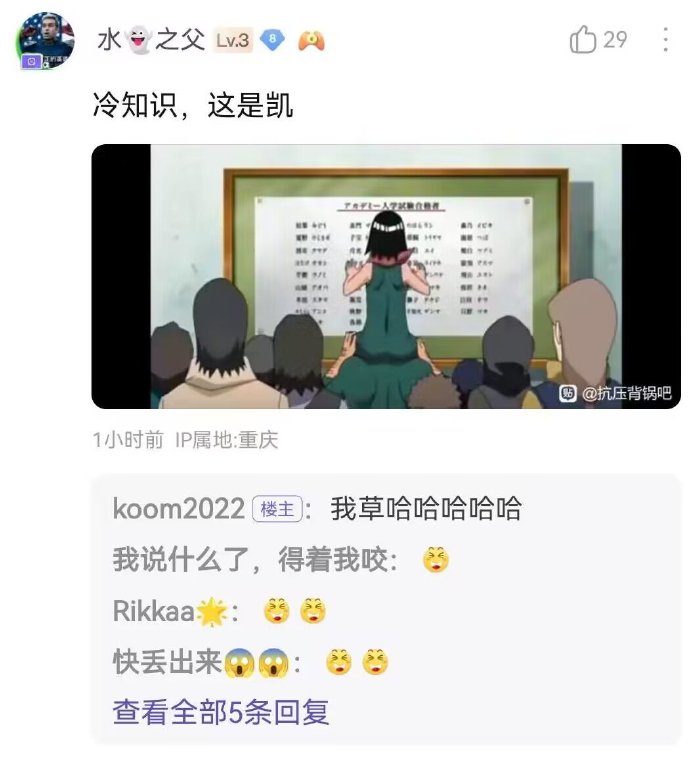 水👻之父 Lv.3 8
29
冷知识，这是凯
アカデミー入学試験合格者
@抗压背锅吧
1小时前 IP属地:重庆
koom2022 楼主：我草哈哈哈哈哈
我说什么了，得着我咬：😆
Rikkaa🌟：😆😆
快丢出来😱😱：😆😆
查看全部5条回复